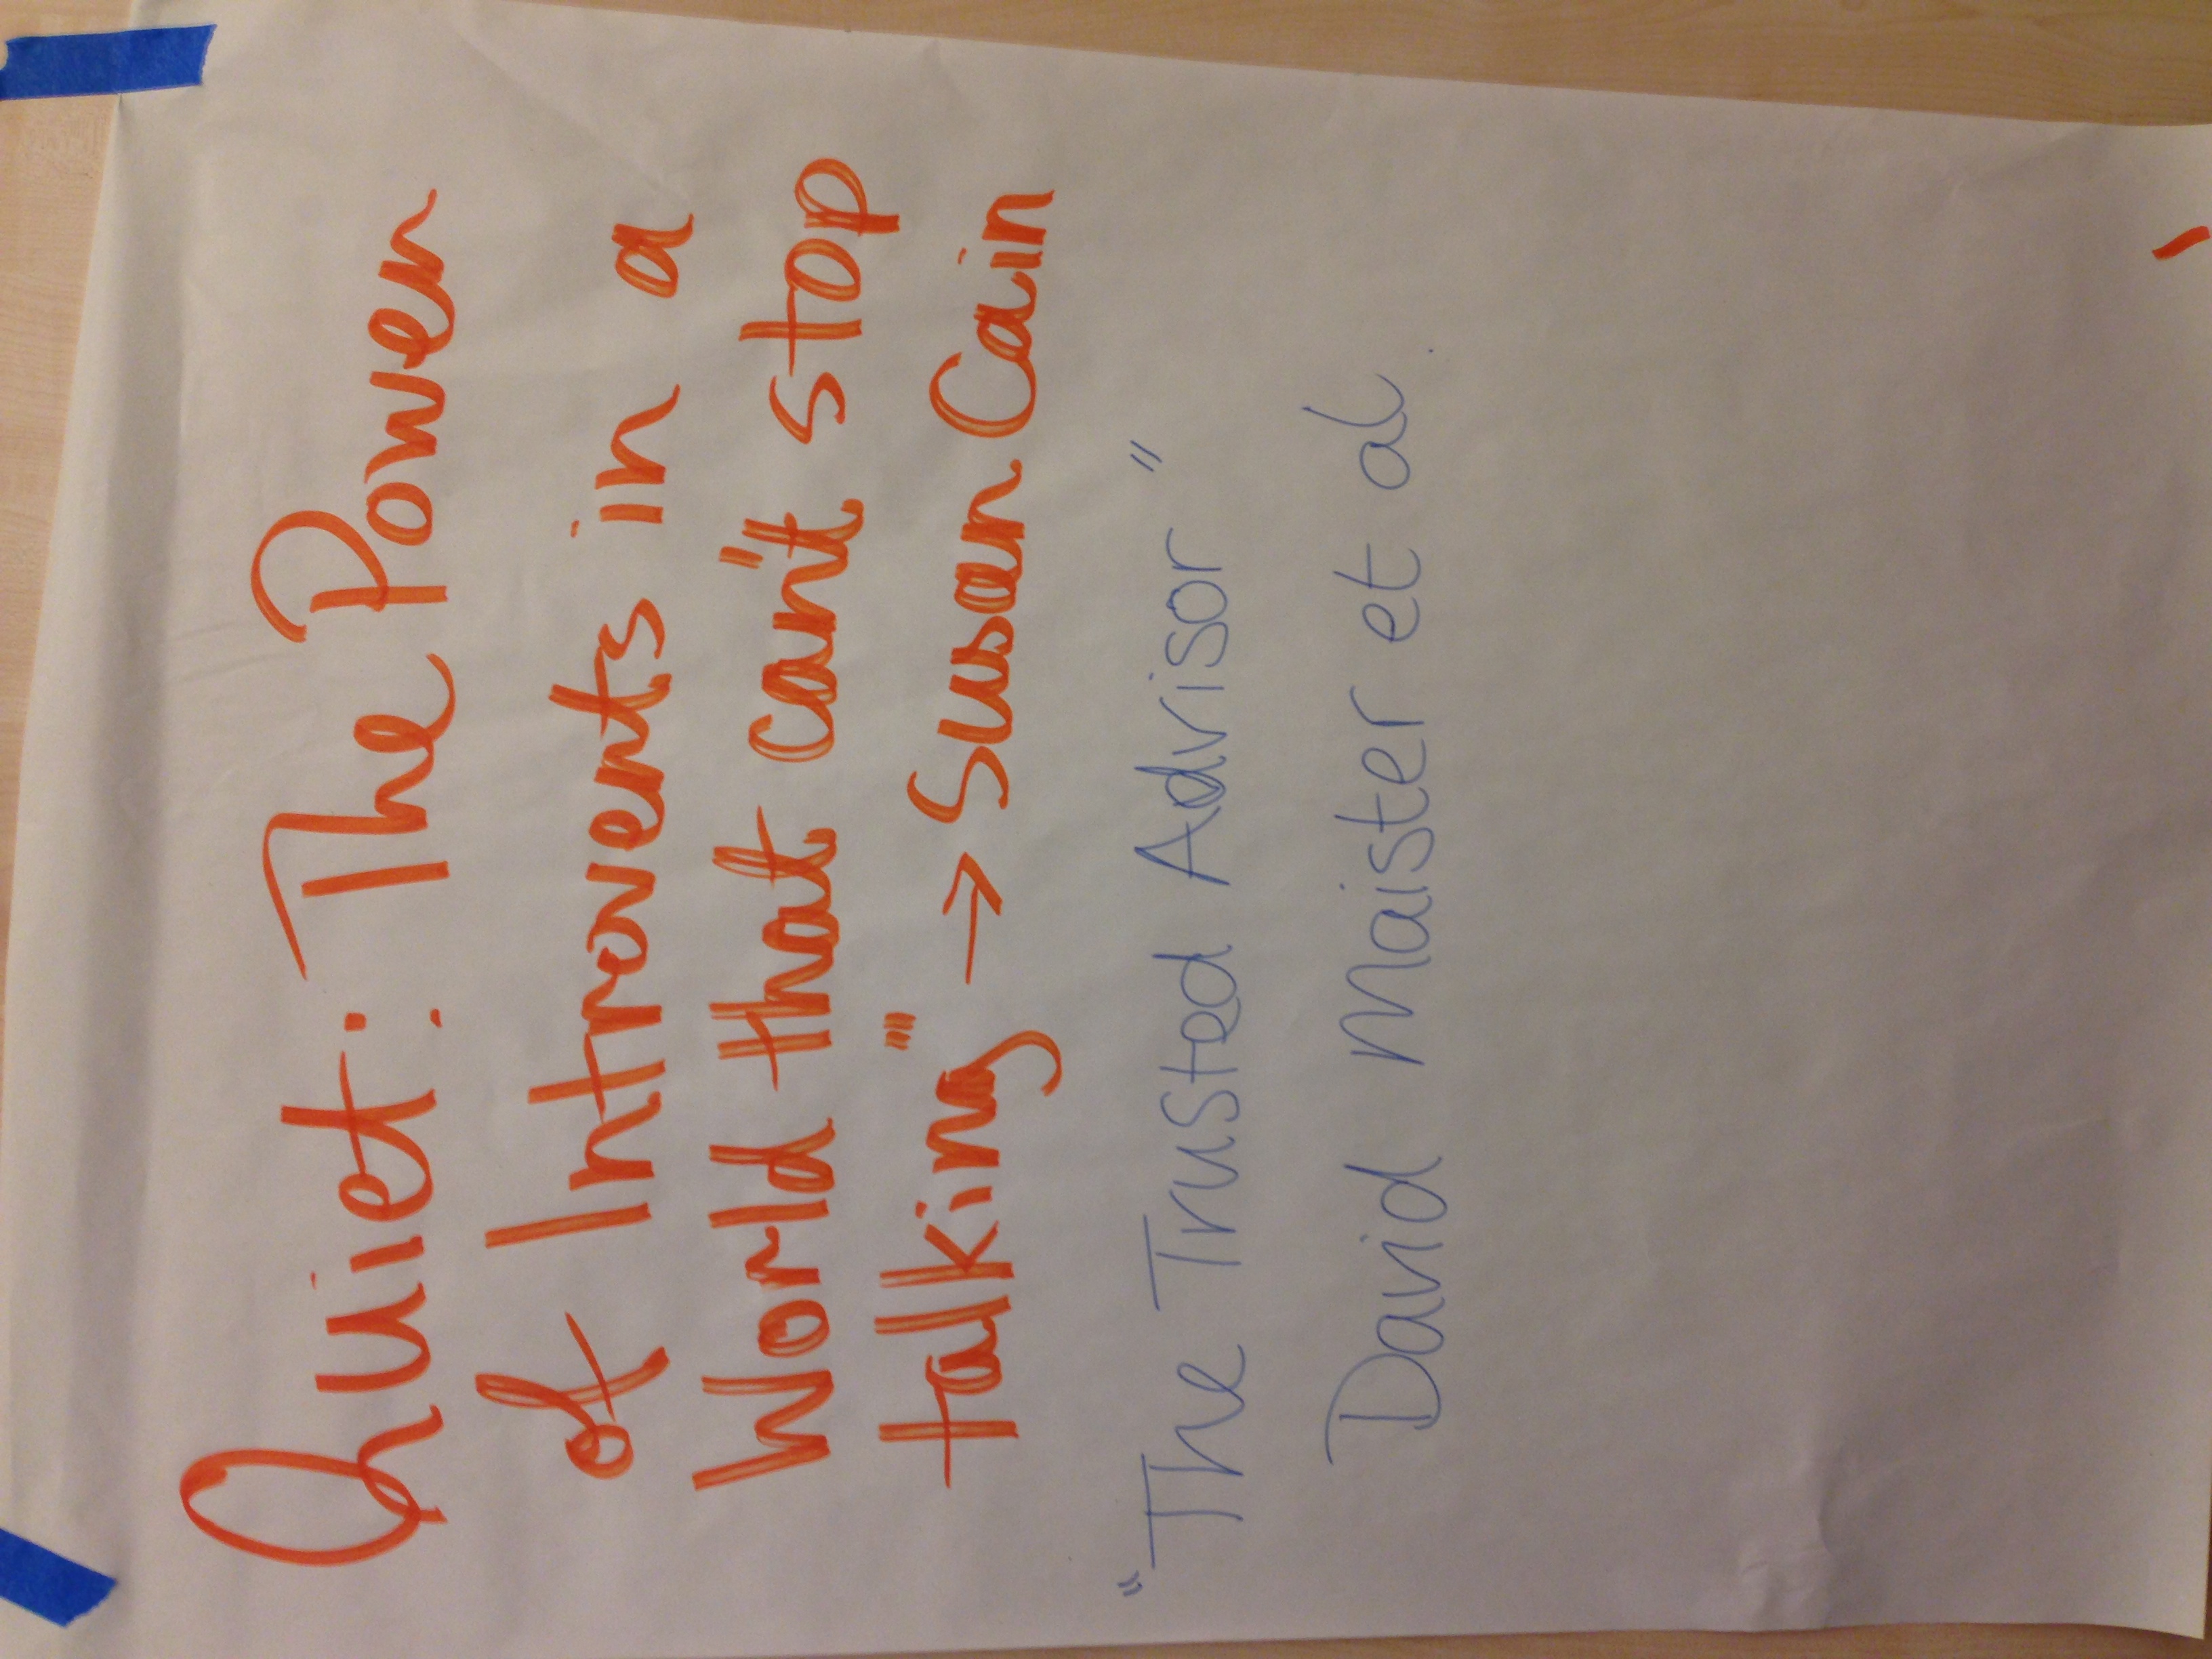 Quiet: The Power
of Introverts in a
World that can't stop
talking"' → Susan Cain
"The Trusted Advisor"
David Maister et al.